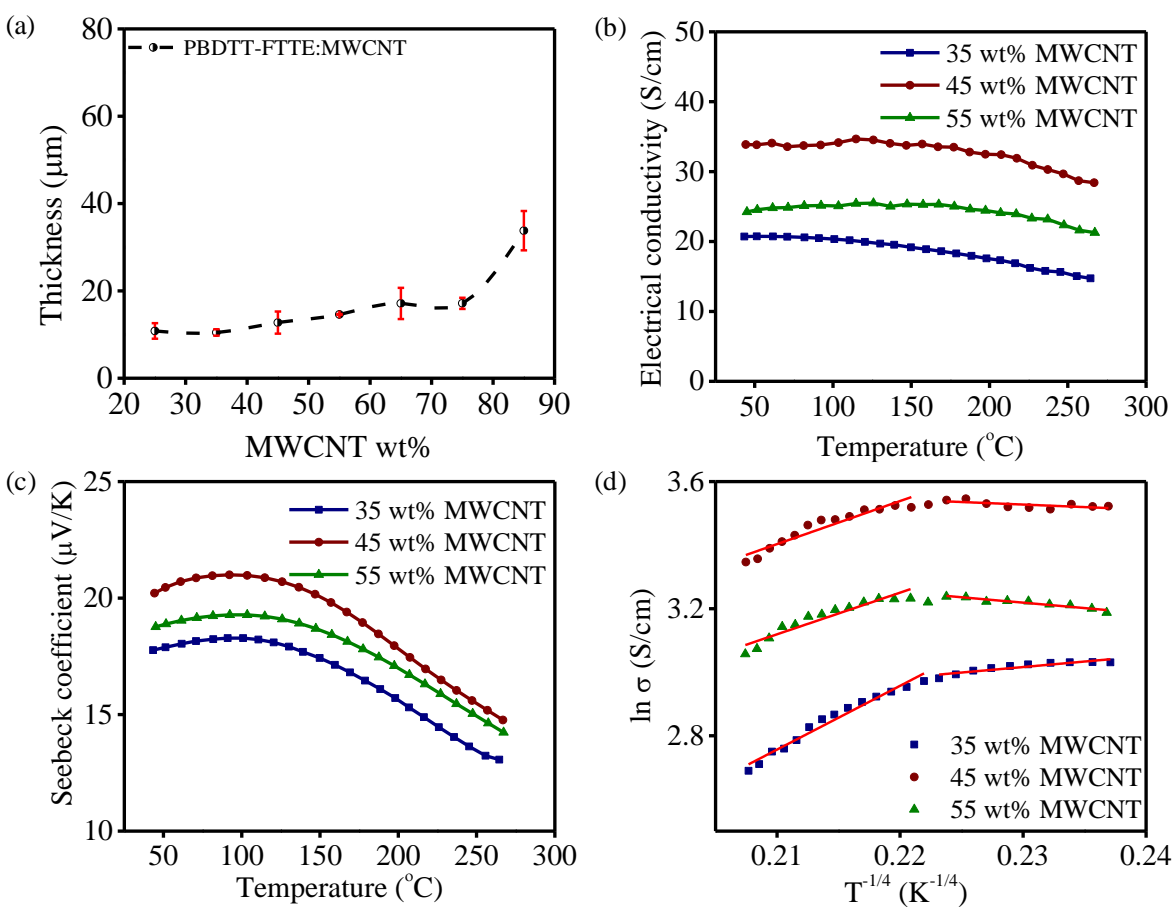 (a)
80
60
40
20
0
Thickness (μm)
PBDTT-FTTE:MWCNT
20 30 40 50 60 70 80 90
MWCNT wt%
(b)
50
40
30
20
10
0
Electrical conductivity (S/cm)
35 wt% MWCNT
45 wt% MWCNT
55 wt% MWCNT
50 100 150 200 250 300
Temperature (°C)
(c)
25
20
15
10
Seebeck coefficient (μV/K)
35 wt% MWCNT
45 wt% MWCNT
55 wt% MWCNT
50 100 150 200 250 300
Temperature (°C)
(d)
3.6
3.2
2.8
ln σ (S/cm)
35 wt% MWCNT
45 wt% MWCNT
55 wt% MWCNT
0.21 0.22 0.23 0.24
T⁻¹/⁴ (K⁻¹/⁴)